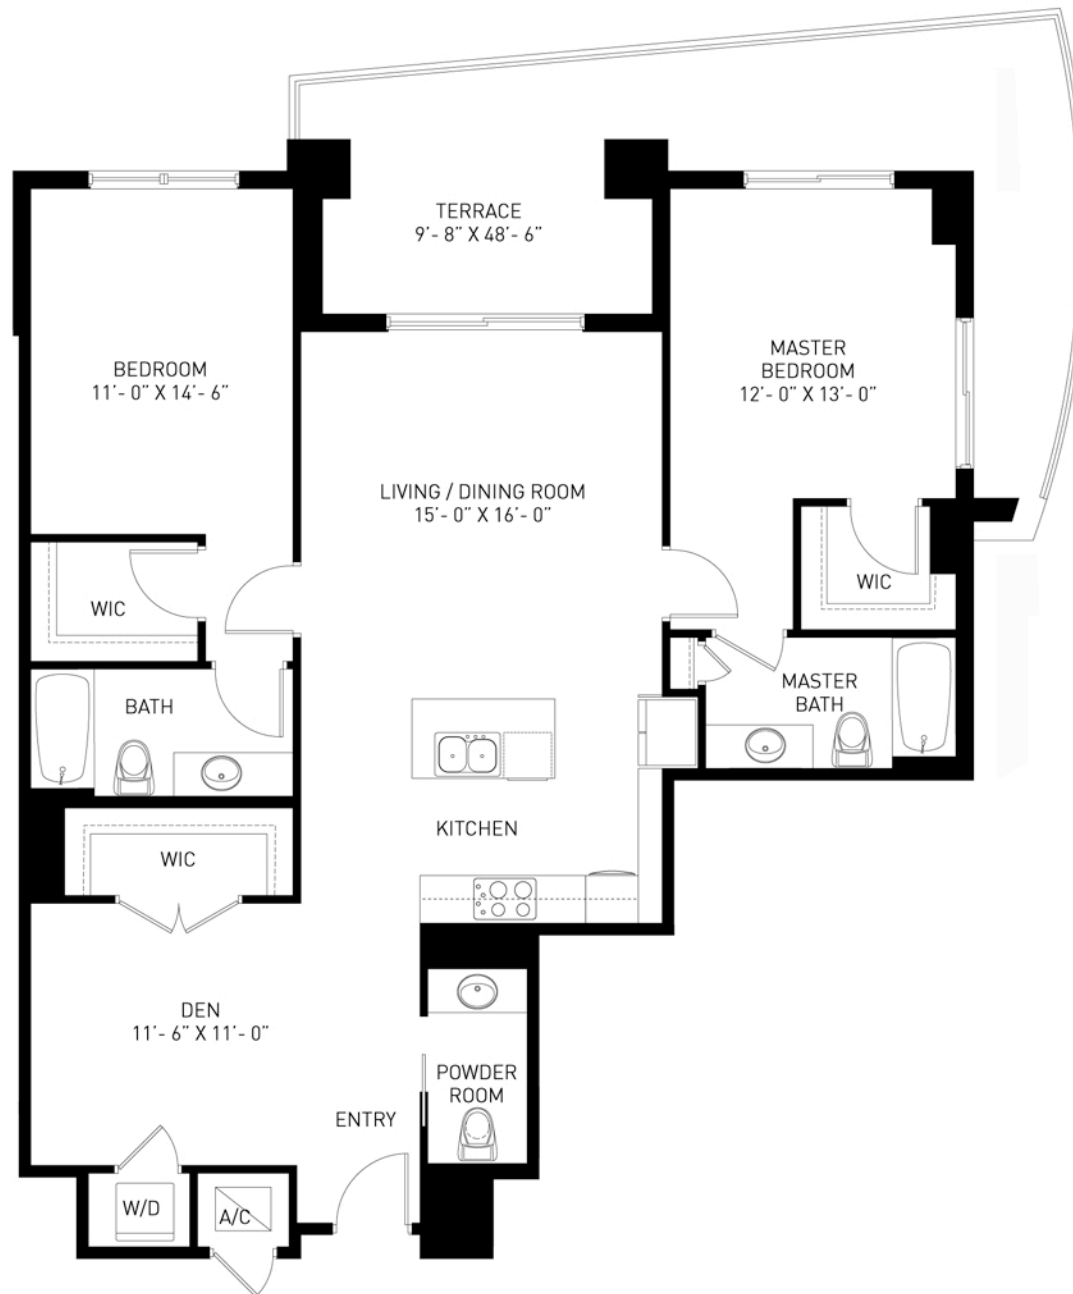 TERRACE
9'- 8" X 48'- 6"
MASTER
BEDROOM
12'- 0" X 13'- 0"
BEDROOM
11'- 0" X 14'- 6"
LIVING / DINING ROOM
15'- 0" X 16'- 0"
WIC
WIC
MASTER
BATH
BATH
KITCHEN
WIC
DEN
11'- 6" X 11'- 0"
POWDER
ROOM
ENTRY
W/D
A/C